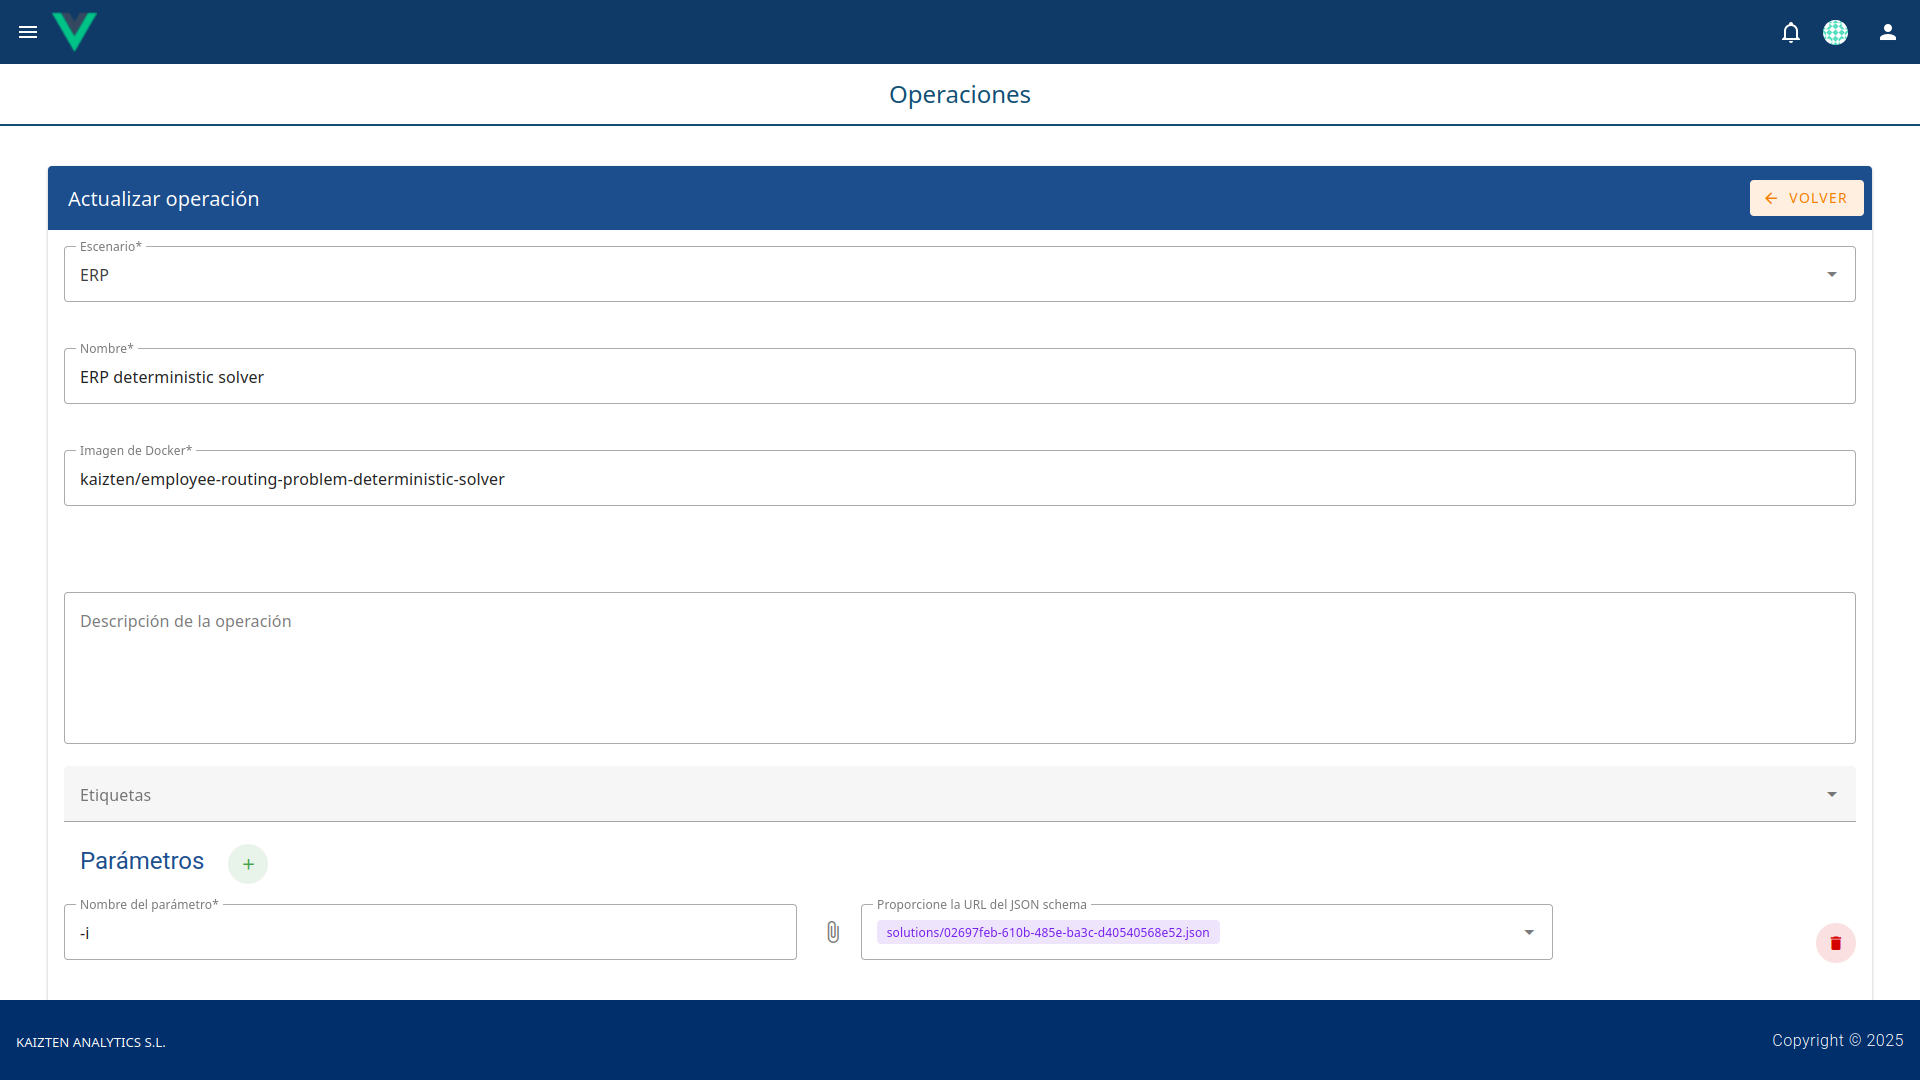 Operaciones
Actualizar operación
VOLVER
Escenario*
ERP
Nombre*
ERP deterministic solver
Imagen de Docker*
kaizten/employee-routing-problem-deterministic-solver
Descripción de la operación
Etiquetas
Parámetros
Nombre del parámetro*
-i
Proporcione la URL del JSON schema
solutions/02697feb-610b-485e-ba3c-d40540568e52.json
KAIZTEN ANALYTICS S.L.
Copyright © 2025